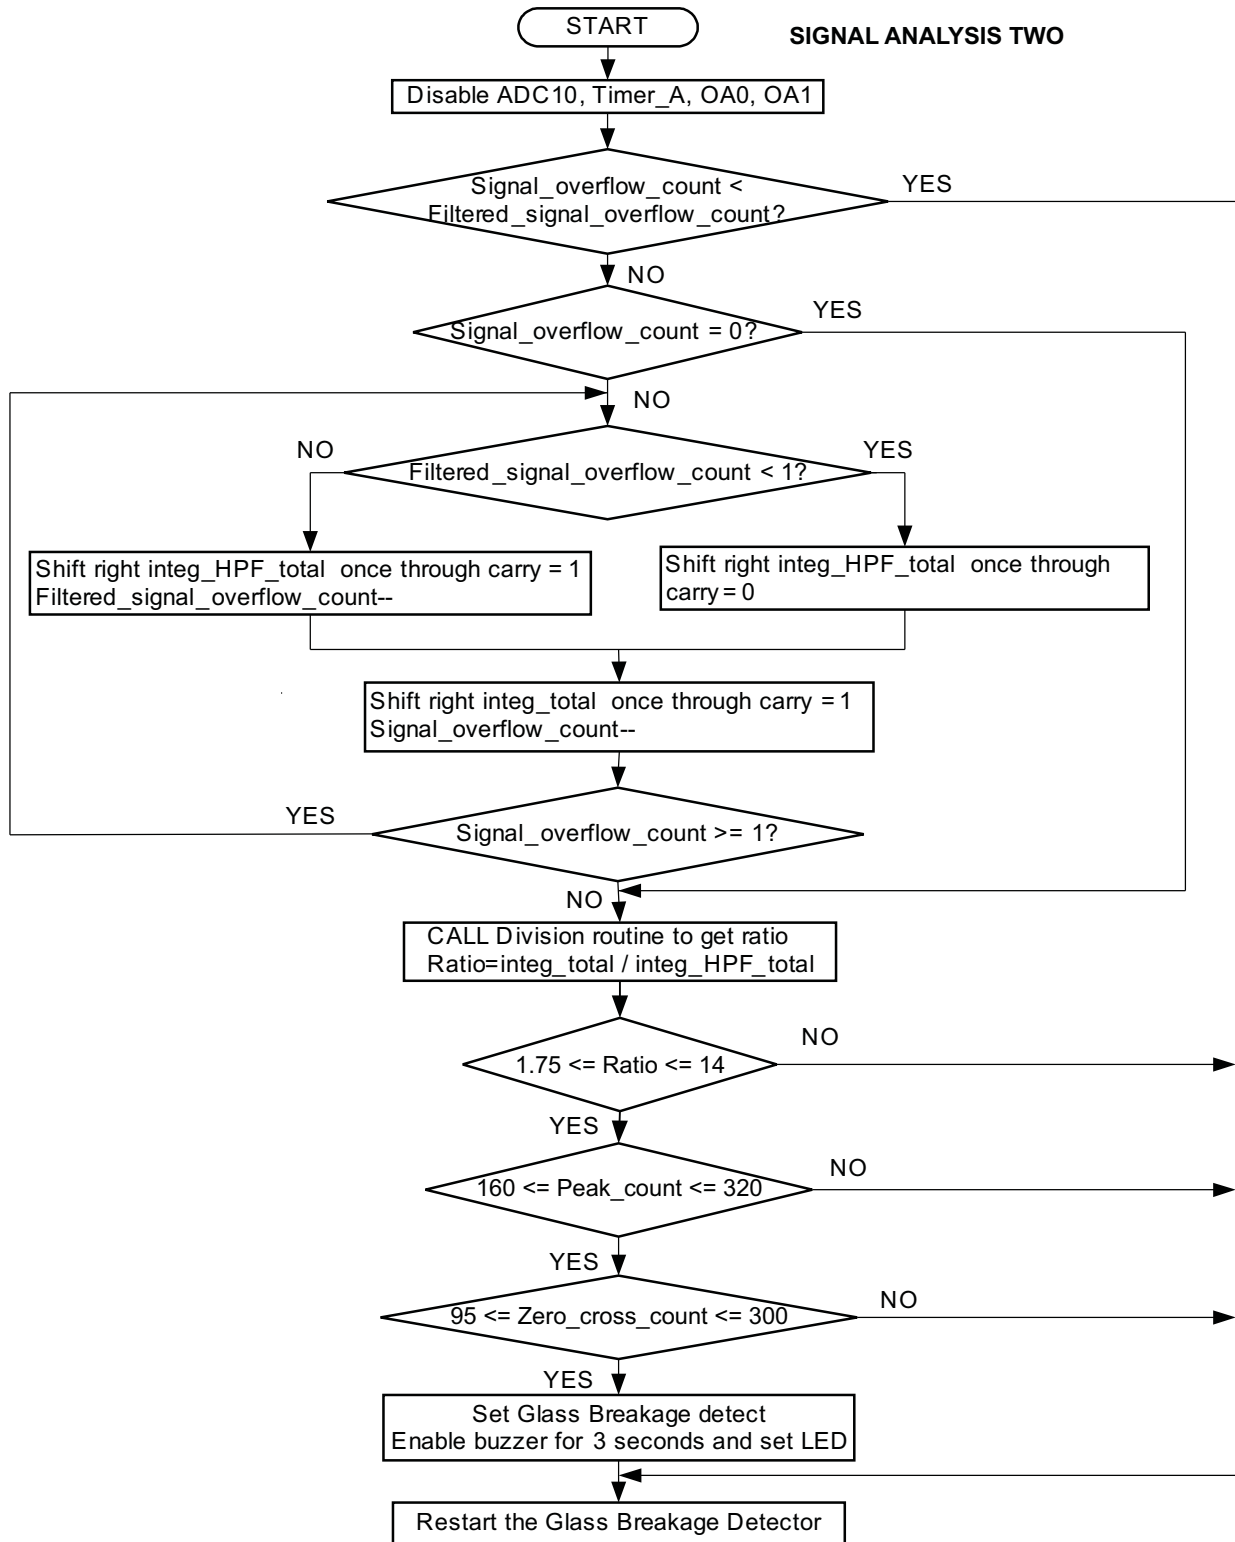 START
SIGNAL ANALYSIS TWO
Disable ADC10, Timer_A, OA0, OA1
Signal_overflow_count <
Filtered_signal_overflow_count?
YES
NO
Signal_overflow_count = 0?
YES
NO
Filtered_signal_overflow_count < 1?
NO
YES
Shift right integ_HPF_total once through carry = 1
Filtered_signal_overflow_count--
Shift right integ_HPF_total once through
carry = 0
Shift right integ_total once through carry = 1
Signal_overflow_count--
Signal_overflow_count >= 1?
YES
NO
CALL Division routine to get ratio
Ratio=integ_total / integ_HPF_total
1.75 <= Ratio <= 14
NO
YES
160 <= Peak_count <= 320
NO
YES
95 <= Zero_cross_count <= 300
NO
YES
Set Glass Breakage detect
Enable buzzer for 3 seconds and set LED
Restart the Glass Breakage Detector